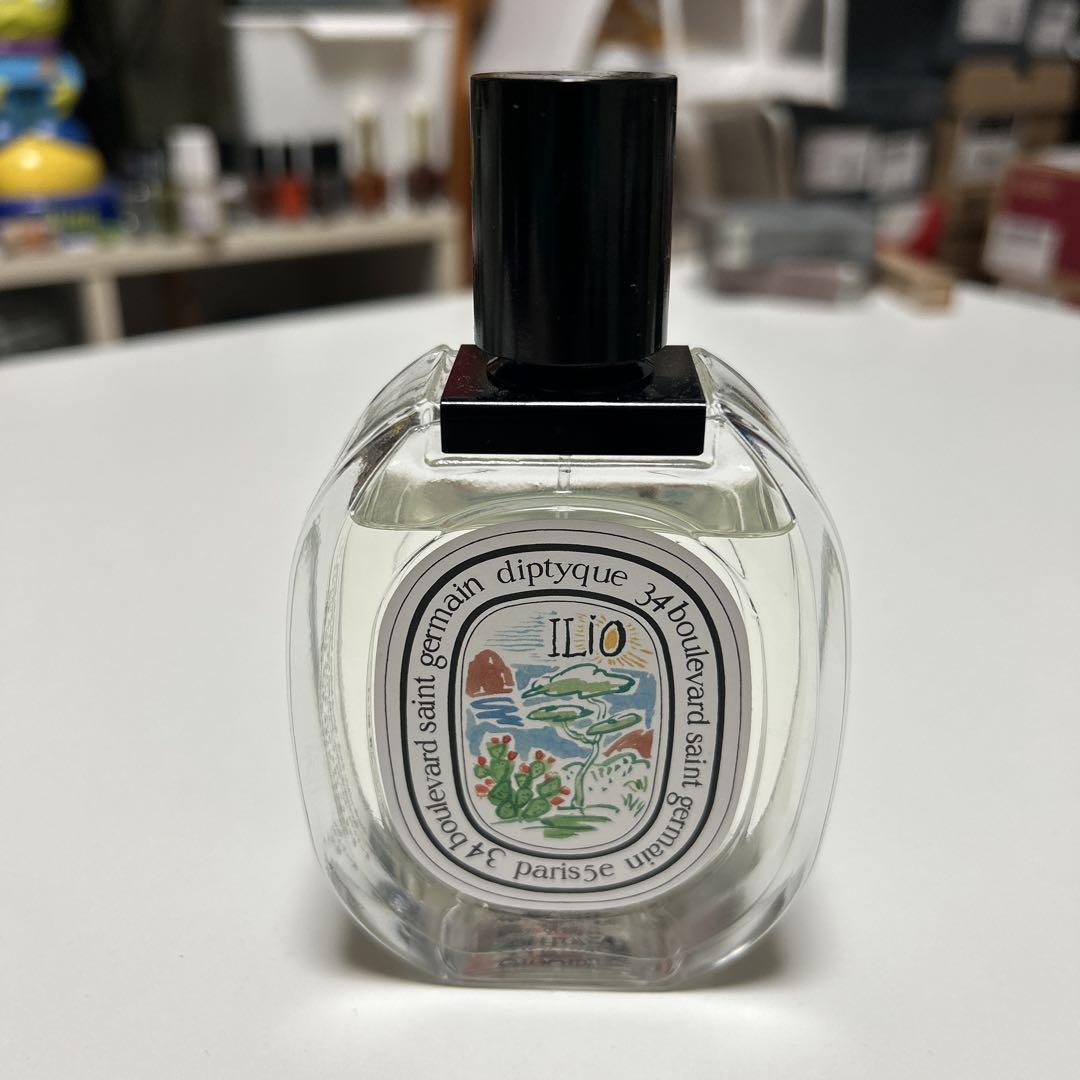 diptyque
34 boulevard saint germain
paris 5e
34 boulevard saint germain
ILiO